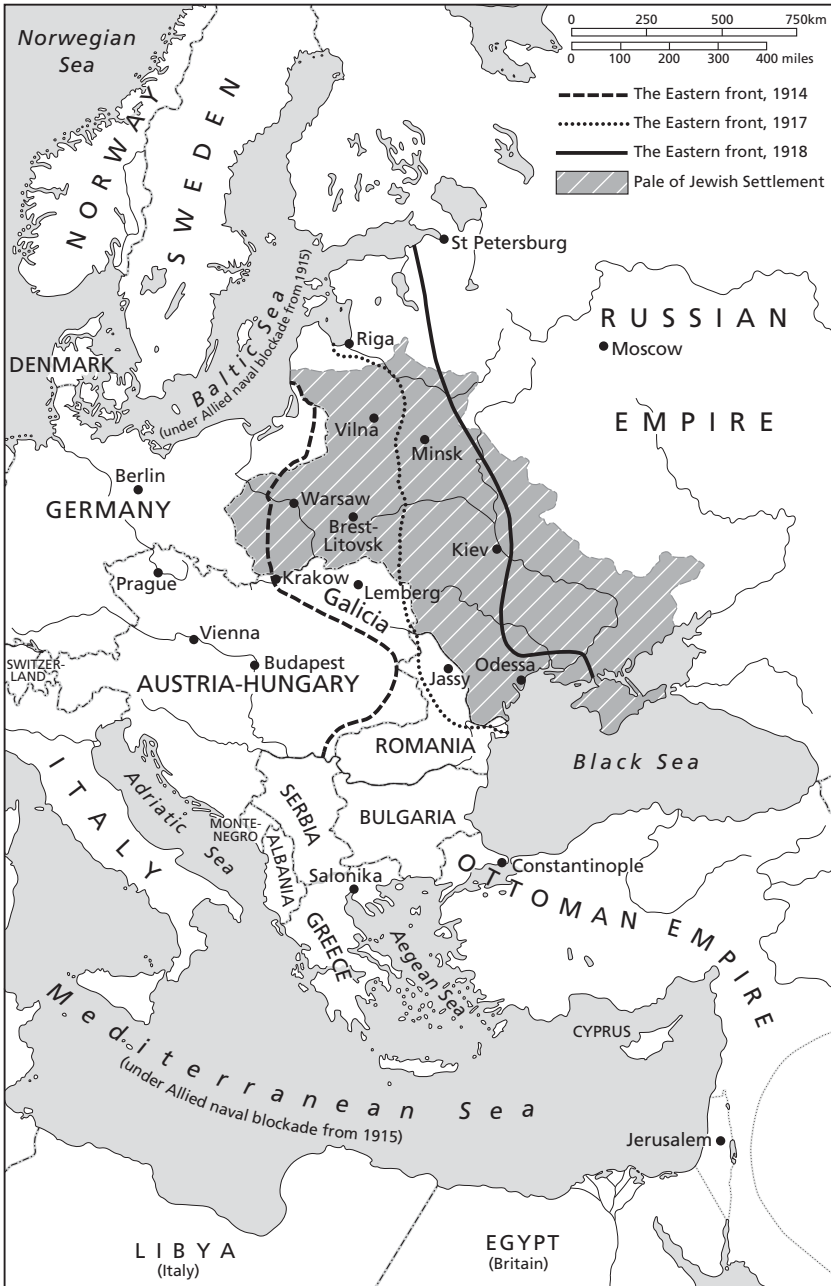 Norwegian
Sea
0 250 500 750km
0 100 200 300 400 miles
The Eastern front, 1914
The Eastern front, 1917
The Eastern front, 1918
Pale of Jewish Settlement
NORWAY
SWEDEN
St Petersburg
Baltic Sea
(under Allied naval blockade from 1915)
Riga
RUSSIAN
EMPIRE
Moscow
DENMARK
Vilna
Minsk
Berlin
GERMANY
Warsaw
Brest-
Litovsk
Kiev
Prague
Krakow
Galicia
Lemberg
Vienna
SWITZER-
LAND
Budapest
AUSTRIA-HUNGARY
Jassy
Odessa
ROMANIA
Black Sea
ITALY
Adriatic Sea
MONTE-
NEGRO
SERBIA
ALBANIA
BULGARIA
Constantinople
OTTOMAN EMPIRE
Salonika
GREECE
Aegean Sea
CYPRUS
Mediterranean Sea
(under Allied naval blockade from 1915)
Jerusalem
LIBYA
(Italy)
EGYPT
(Britain)